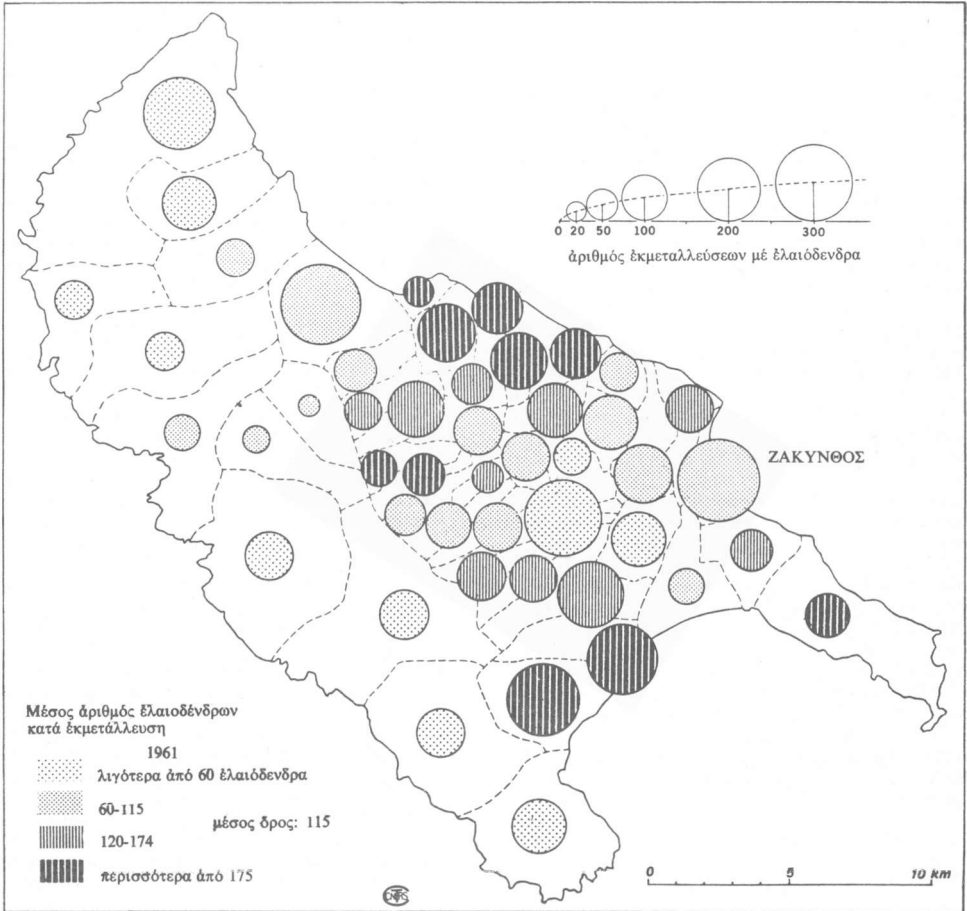 0 20 50 100 200 300
ἀριθμός ἐκμεταλλεύσεων μέ ἐλαιόδενδρα
ΖΑΚΥΝΘΟΣ
Μέσος ἀριθμός ἐλαιοδένδρων
κατά ἐκμετάλλευση
1961
λιγότερα ἀπό 60 ἐλαιόδενδρα
60-115
μέσος ὅρος: 115
120-174
περισσότερα ἀπό 175
0 5 10 km